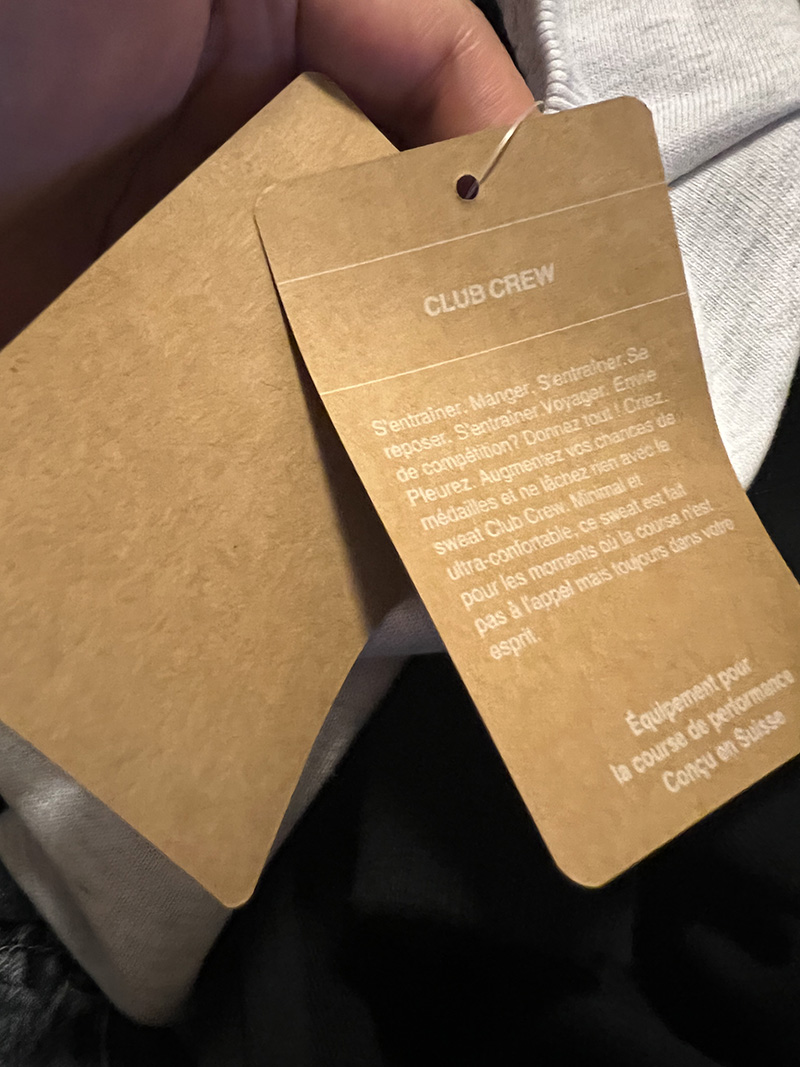 CLUB CREW
S'entraîner. Manger. S'entraîner. Se
reposer. S'entraîner. Voyager. Envie
de compétition? Donnez tout ! Criez.
Pleurez. Augmentez vos chances de
médailles et ne lâchez rien avec le
sweat Club Crew. Minimal et
ultra-confortable, ce sweat est fait
pour les moments où la course n'est
pas à l'appel mais toujours dans votre
esprit.
Équipement pour
la course de performance
Conçu en Suisse